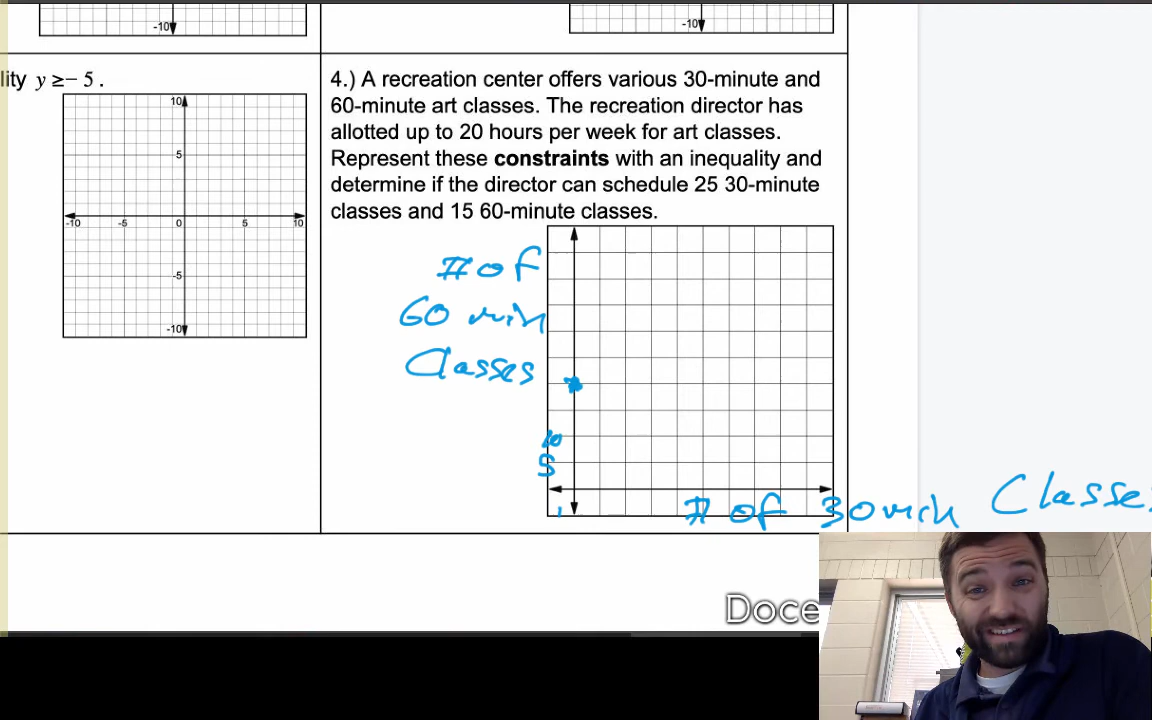 -10
-10
lity y ≥− 5 .
10
5
-10
-5
0
5
10
-5
-10
4.) A recreation center offers various 30-minute and
60-minute art classes. The recreation director has
allotted up to 20 hours per week for art classes.
Represent these constraints with an inequality and
determine if the director can schedule 25 30-minute
classes and 15 60-minute classes.
# of
60 min
Classes
10
5
# of 30 min Classe
Doce